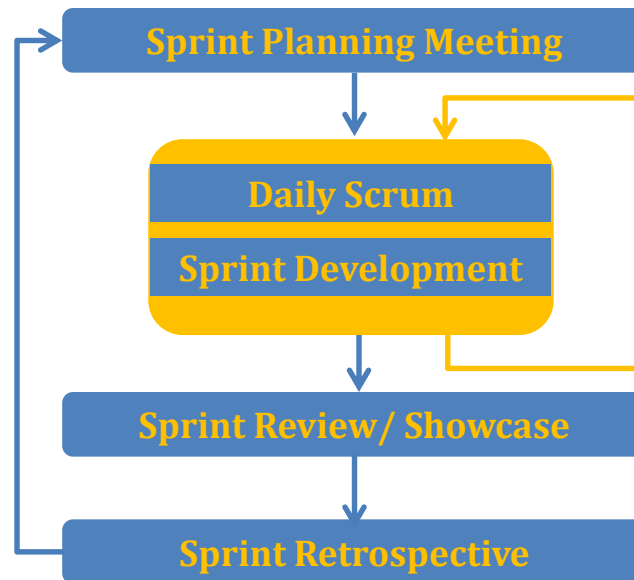 Sprint Planning Meeting
Daily Scrum
Sprint Development
Sprint Review/ Showcase
Sprint Retrospective